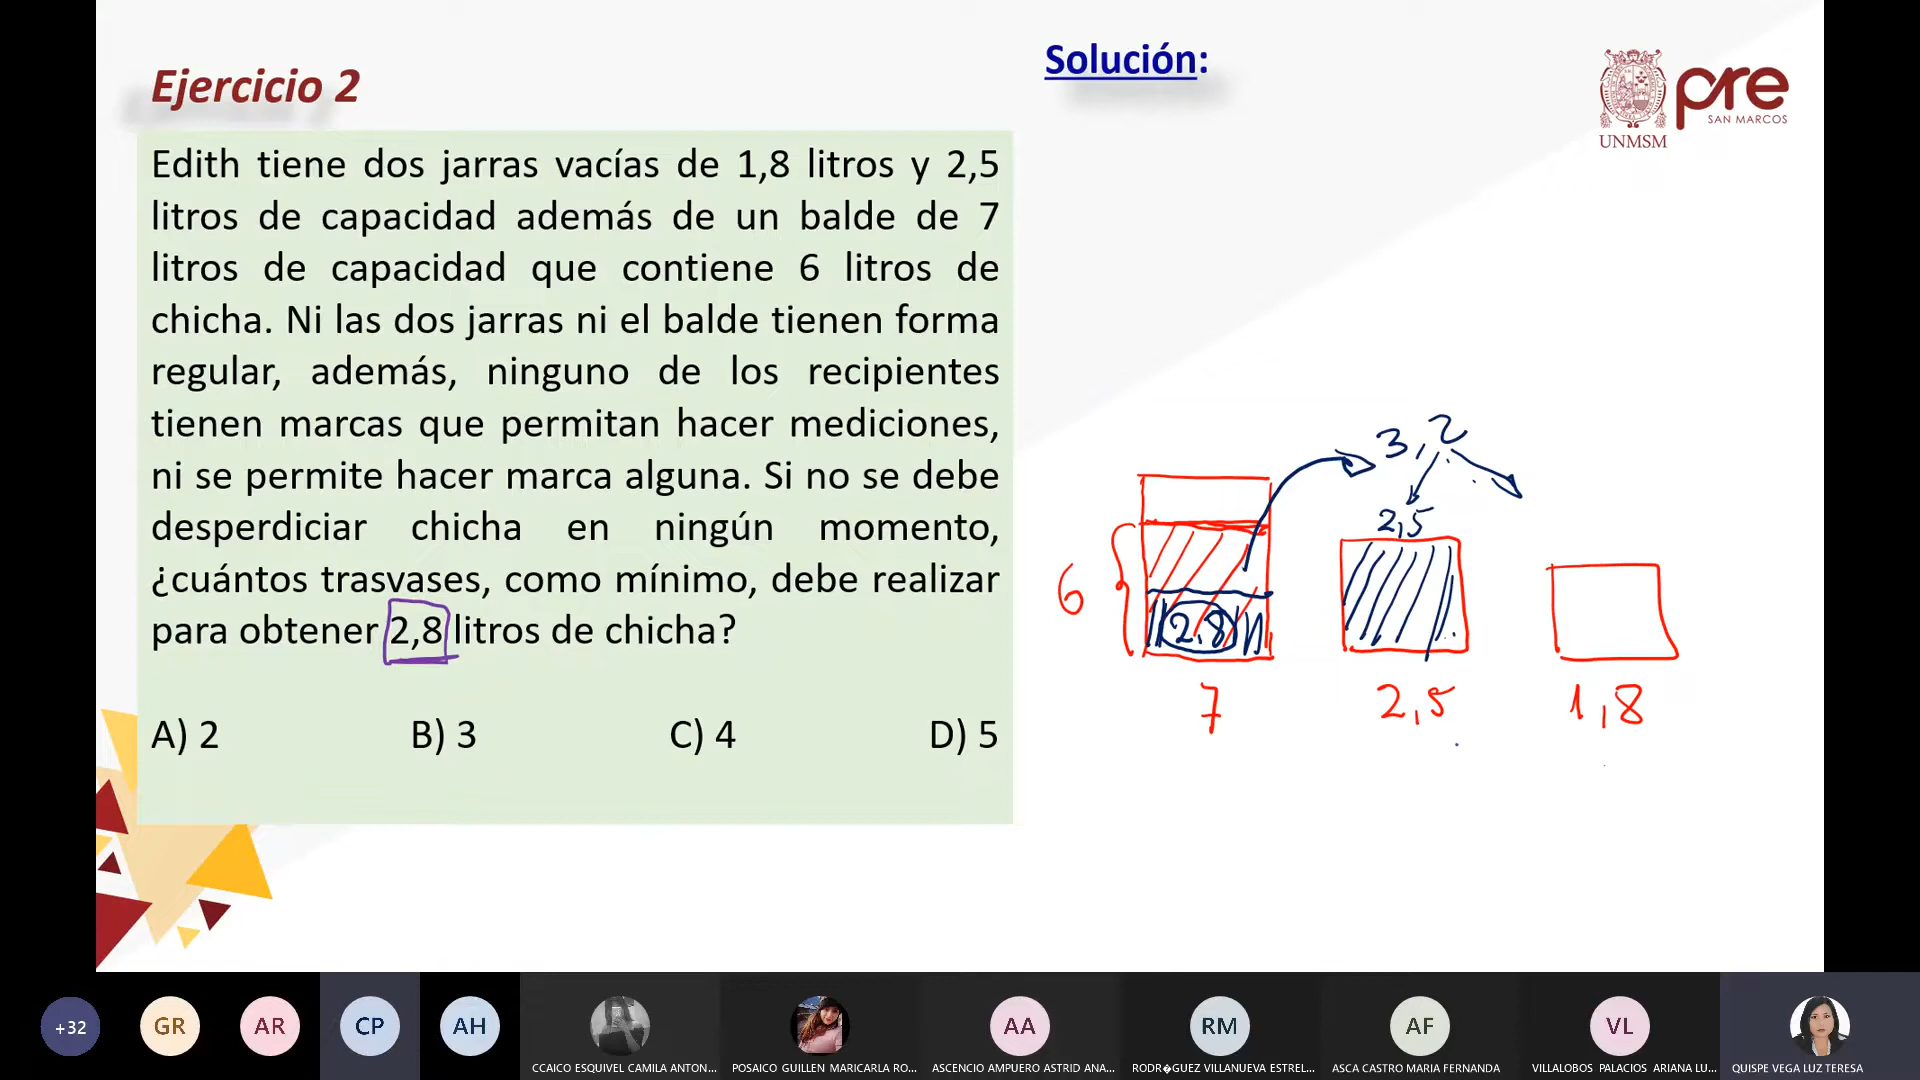 Ejercicio 2
Edith tiene dos jarras vacías de 1,8 litros y 2,5
litros de capacidad además de un balde de 7
litros de capacidad que contiene 6 litros de
chicha. Ni las dos jarras ni el balde tienen forma
regular, además, ninguno de los recipientes
tienen marcas que permitan hacer mediciones,
ni se permite hacer marca alguna. Si no se debe
desperdiciar chicha en ningún momento,
¿cuántos trasvases, como mínimo, debe realizar
para obtener 2,8 litros de chicha?
A) 2 B) 3 C) 4 D) 5
Solución:
UNMSM
pre
SAN MARCOS
3,2
2,5
6
2,8
7
2,5
1,8
+32
GR
AR
CP
AH
CCAICO ESQUIVEL CAMILA ANTON...
POSAICO GUILLEN MARICARLA RO...
AA
ASCENCIO AMPUERO ASTRID ANA...
RM
RODR�GUEZ VILLANUEVA ESTREL...
AF
ASCA CASTRO MARIA FERNANDA
VL
VILLALOBOS PALACIOS ARIANA LU...
QUISPE VEGA LUZ TERESA